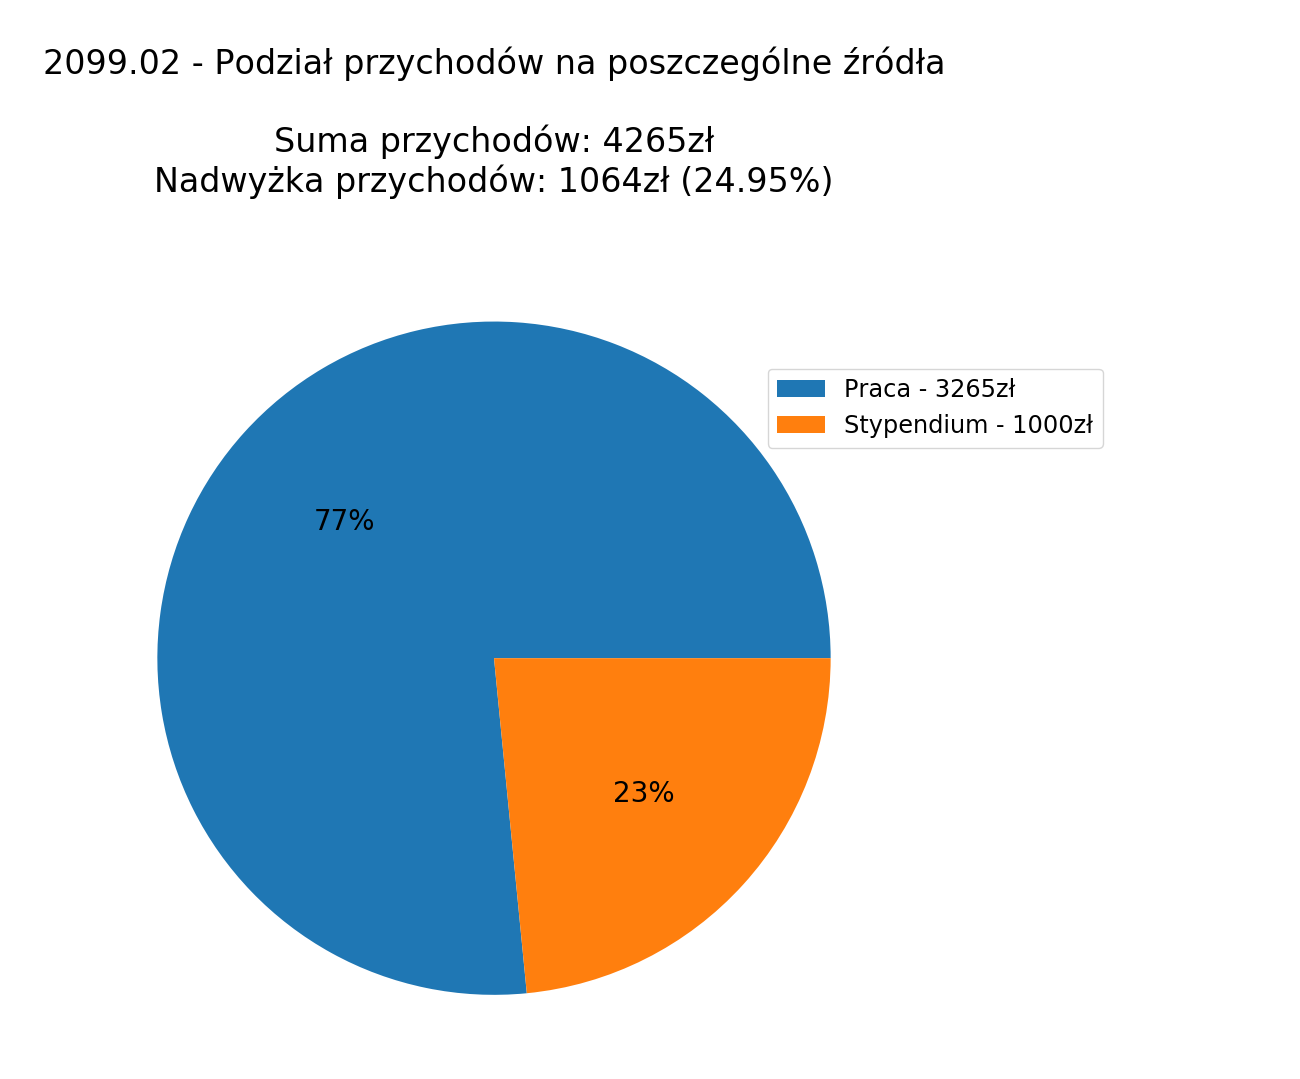 2099.02 - Podział przychodów na poszczególne źródła
Suma przychodów: 4265zł
Nadwyżka przychodów: 1064zł (24.95%)
Praca - 3265zł
Stypendium - 1000zł
77%
23%